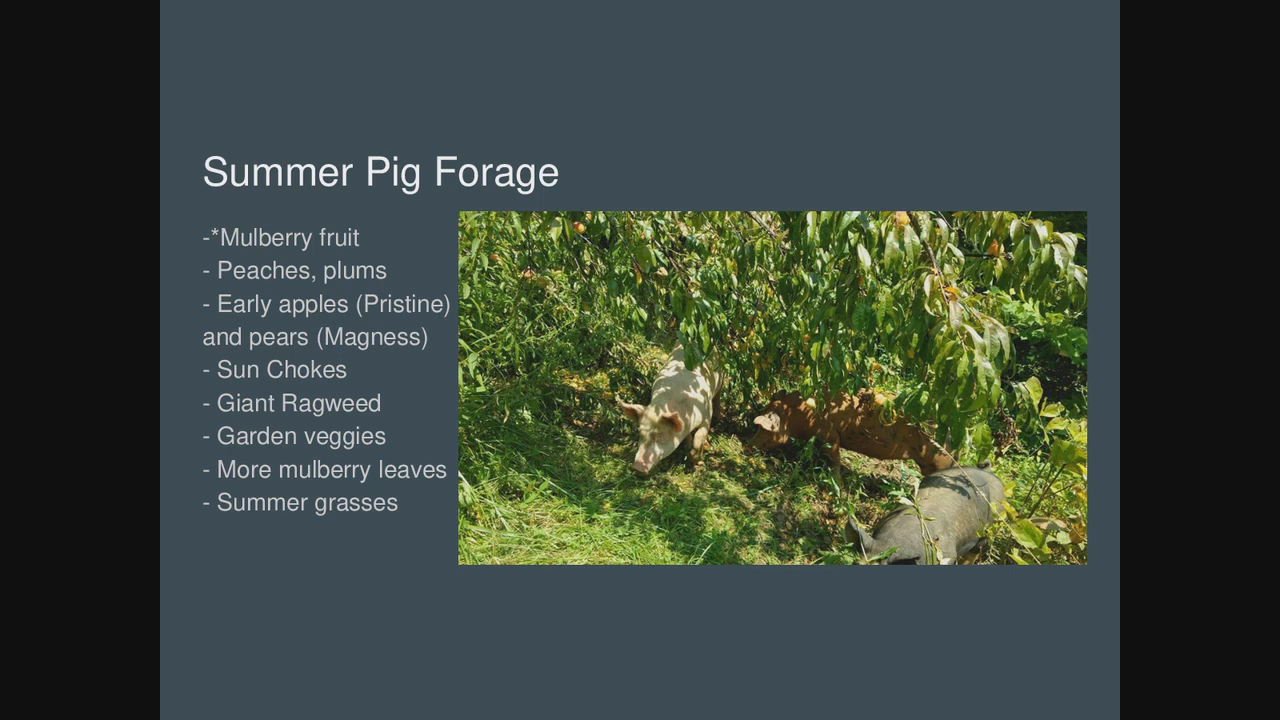 Summer Pig Forage
-*Mulberry fruit
- Peaches, plums
- Early apples (Pristine)
and pears (Magness)
- Sun Chokes
- Giant Ragweed
- Garden veggies
- More mulberry leaves
- Summer grasses